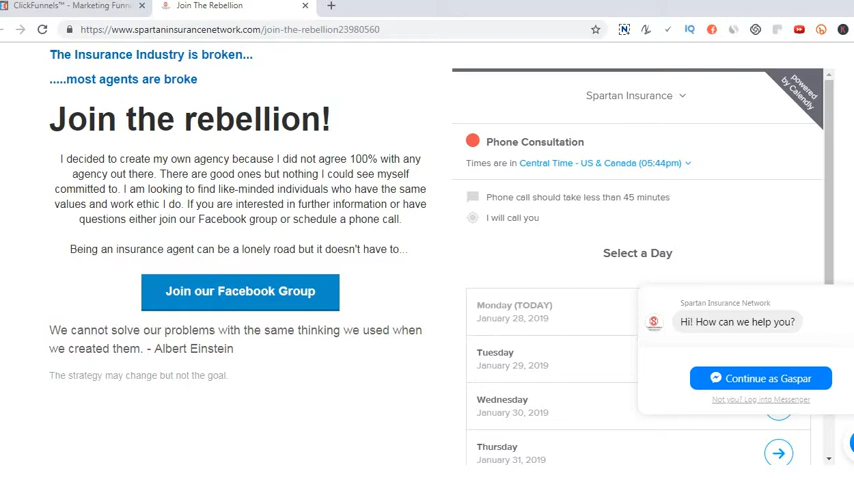 ClickFunnels™ - Marketing Funn
Join The Rebellion
https://www.spartaninsurancenetwork.com/join-the-rebellion23980560
The Insurance Industry is broken...
.....most agents are broke
Join the rebellion!
I decided to create my own agency because I did not agree 100% with any
agency out there. There are good ones but nothing I could see myself
committed to. I am looking to find like-minded individuals who have the same
values and work ethic I do. If you are interested in further information or have
questions either join our Facebook group or schedule a phone call.
Being an insurance agent can be a lonely road but it doesn't have to...
Join our Facebook Group
We cannot solve our problems with the same thinking we used when
we created them. - Albert Einstein
The strategy may change but not the goal.
Spartan Insurance
powered
by Calendly
Phone Consultation
Times are in Central Time - US & Canada (05:44pm)
Phone call should take less than 45 minutes
I will call you
Select a Day
Monday (TODAY)
January 28, 2019
Tuesday
January 29, 2019
Wednesday
January 30, 2019
Thursday
January 31, 2019
Spartan Insurance Network
Hi! How can we help you?
Continue as Gaspar
Not you? Log into Messenger